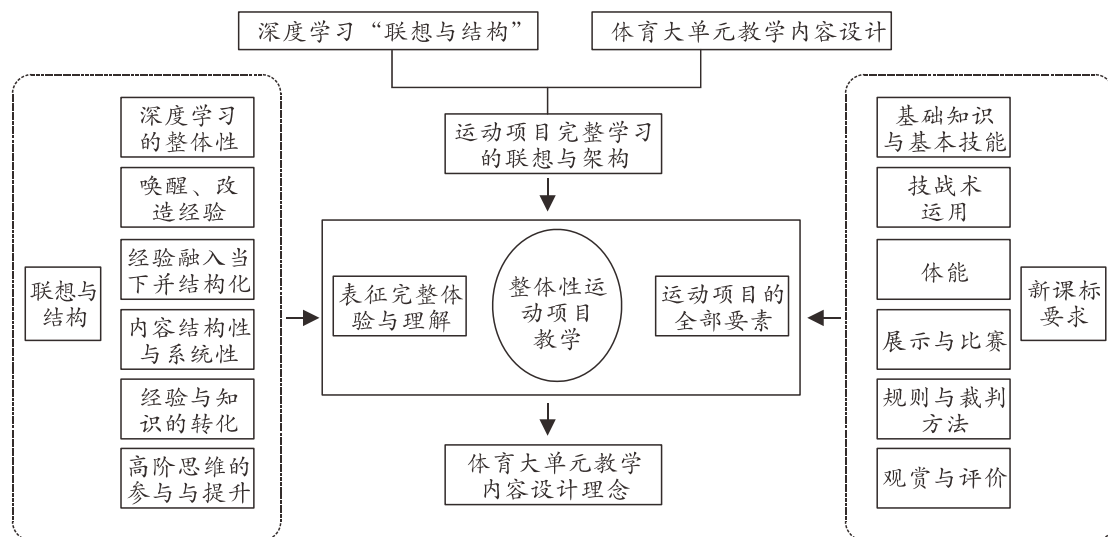 深度学习“联想与结构”
体育大单元教学内容设计
运动项目完整学习
的联想与架构
联想与
结构
深度学习
的整体性
唤醒、改
造经验
经验融入当
下并结构化
内容结构性
与系统性
经验与知
识的转化
高阶思维的
参与与提升
表征完整体
验与理解
整体性运
动项目
教学
运动项目的
全部要素
体育大单元教学
内容设计理念
基础知识
与基本技能
技战术
运用
体能
展示与比赛
规则与裁判
方法
观赏与评价
新课标
要求